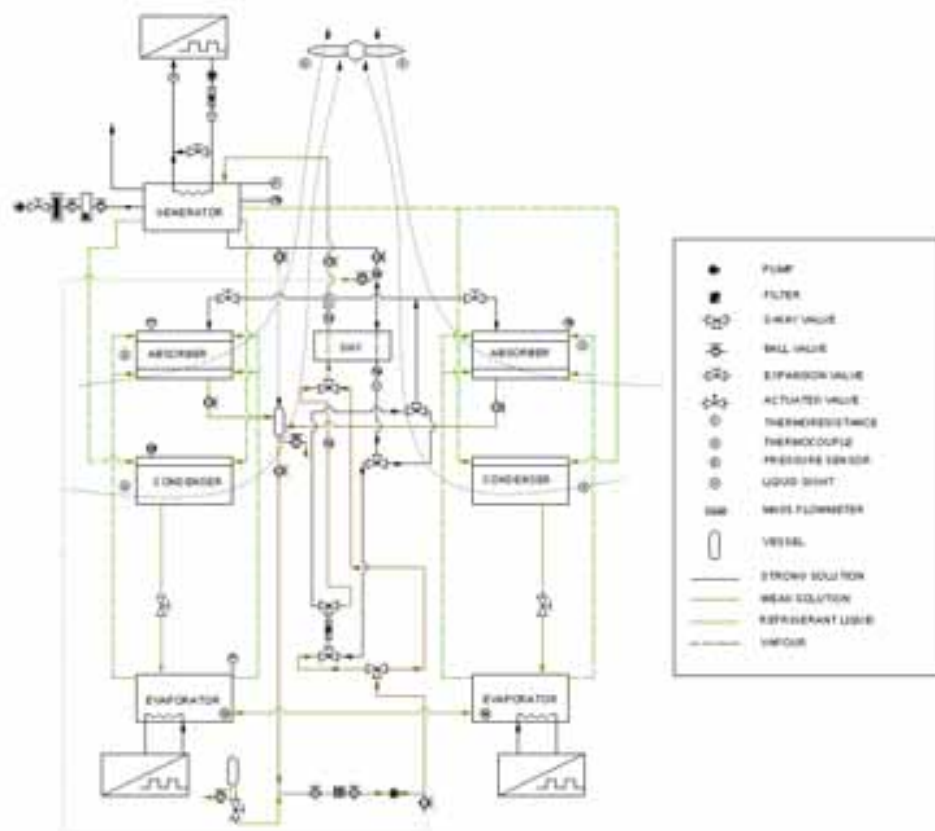 GENERATOR
ABSORBER
ABSORBER
CONDENSER
CONDENSER
EVAPORATOR
EVAPORATOR
PUMP
FILTER
3-WAY VALVE
BALL VALVE
EXPANSION VALVE
ACTUATED VALVE
THERMORESISTANCE
THERMOCOUPLE
PRESSURE SENSOR
LIQUID SIGHT
MASS FLOWMETER
VESSEL
STRONG SOLUTION
WEAK SOLUTION
REFRIGERANT LIQUID
VAPOUR